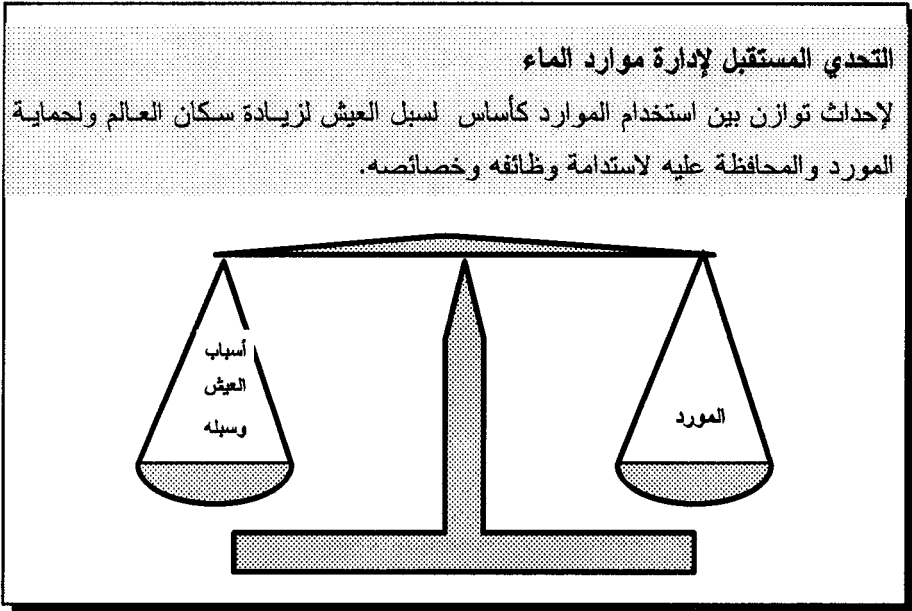 التحدي المستقبل لإدارة موارد الماء
لإحداث توازن بين استخدام الموارد كأساس لسبل العيش لزيادة سكان العالم ولحماية
المورد والمحافظة عليه لاستدامة وظائفه وخصائصه.
المورد
أسباب
العيش
وسبله